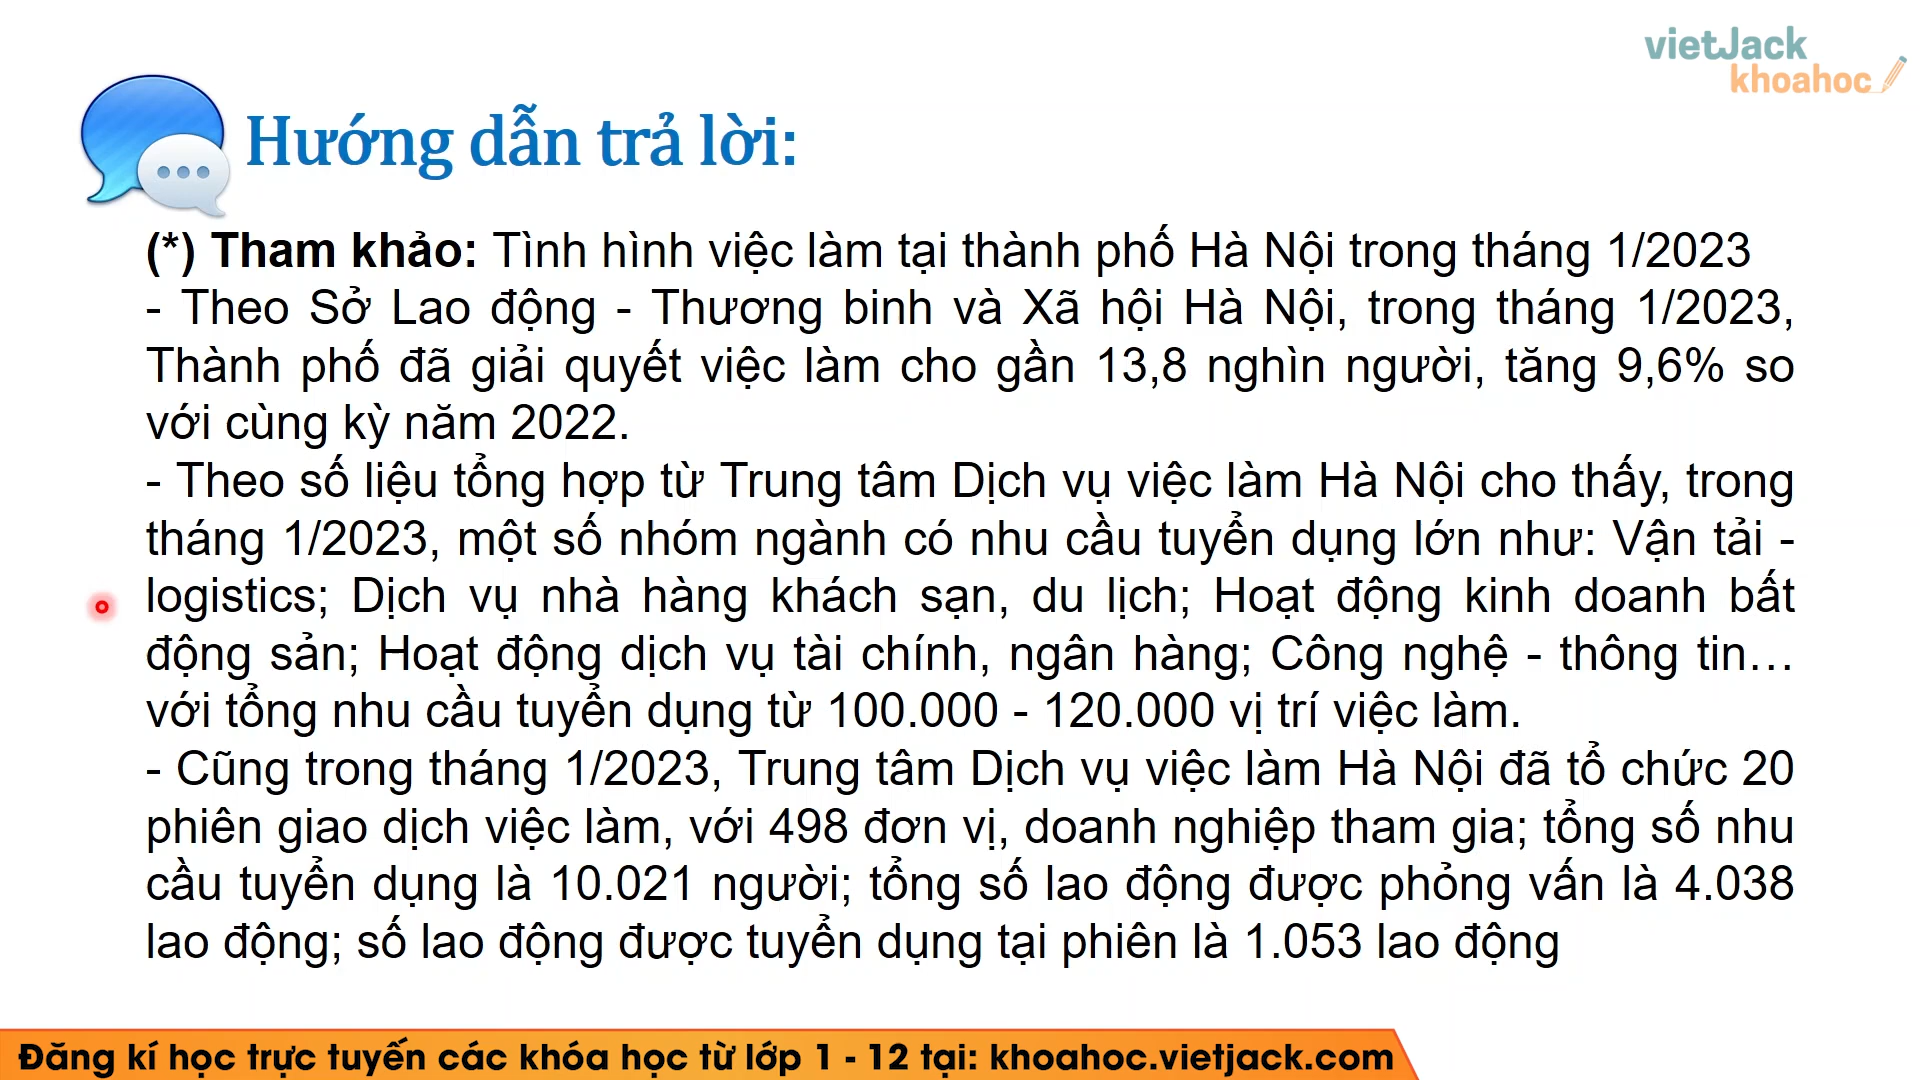 vietJack
khoahoc
Hướng dẫn trả lời:
(*) Tham khảo: Tình hình việc làm tại thành phố Hà Nội trong tháng 1/2023
- Theo Sở Lao động - Thương binh và Xã hội Hà Nội, trong tháng 1/2023,
Thành phố đã giải quyết việc làm cho gần 13,8 nghìn người, tăng 9,6% so
với cùng kỳ năm 2022.
- Theo số liệu tổng hợp từ Trung tâm Dịch vụ việc làm Hà Nội cho thấy, trong
tháng 1/2023, một số nhóm ngành có nhu cầu tuyển dụng lớn như: Vận tải -
logistics; Dịch vụ nhà hàng khách sạn, du lịch; Hoạt động kinh doanh bất
động sản; Hoạt động dịch vụ tài chính, ngân hàng; Công nghệ - thông tin…
với tổng nhu cầu tuyển dụng từ 100.000 - 120.000 vị trí việc làm.
- Cũng trong tháng 1/2023, Trung tâm Dịch vụ việc làm Hà Nội đã tổ chức 20
phiên giao dịch việc làm, với 498 đơn vị, doanh nghiệp tham gia; tổng số nhu
cầu tuyển dụng là 10.021 người; tổng số lao động được phỏng vấn là 4.038
lao động; số lao động được tuyển dụng tại phiên là 1.053 lao động
Đăng kí học trực tuyến các khóa học từ lớp 1 - 12 tại: khoahoc.vietjack.com